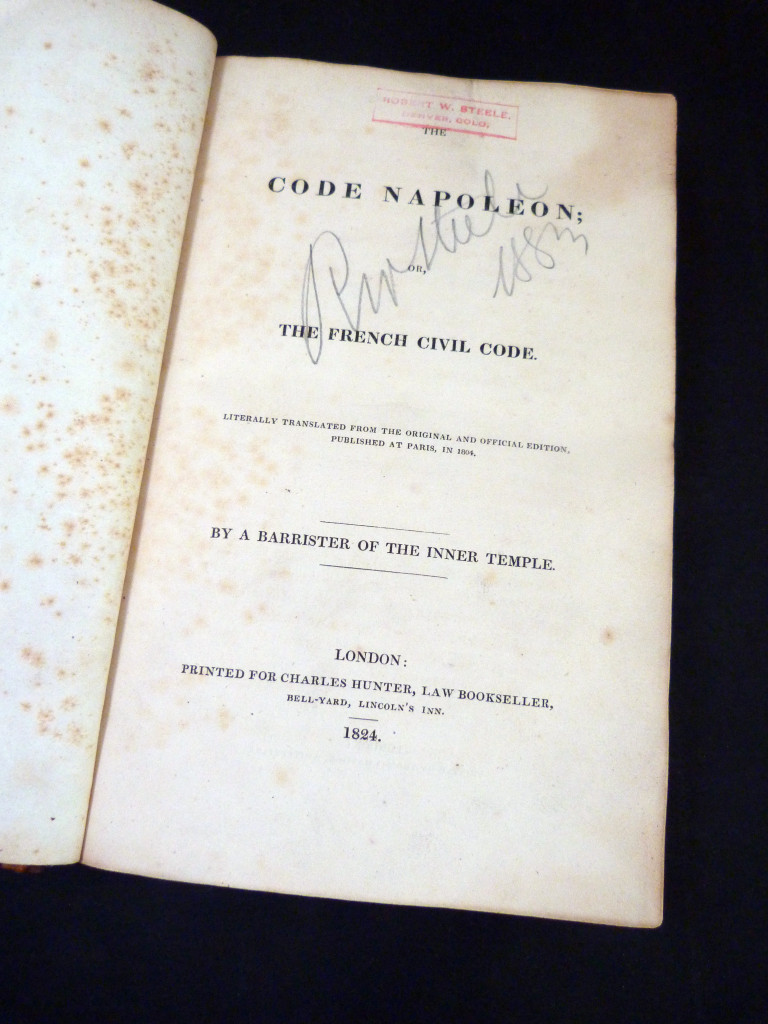 ROBERT W. STEELE,
DENVER, COLO.
THE
CODE NAPOLEON;
RW Steele
OR,
THE FRENCH CIVIL CODE.
LITERALLY TRANSLATED FROM THE ORIGINAL AND OFFICIAL EDITION,
PUBLISHED AT PARIS, IN 1804.
BY A BARRISTER OF THE INNER TEMPLE.
LONDON:
PRINTED FOR CHARLES HUNTER, LAW BOOKSELLER,
BELL-YARD, LINCOLN'S INN.
1824.